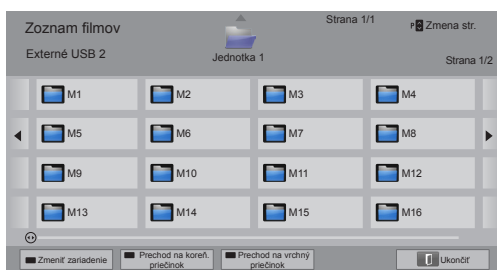 Zoznam filmov
Strana 1/1
P Zmena str.
Externé USB 2
Jednotka 1
Strana 1/2
M1
M2
M3
M4
M5
M6
M7
M8
M9
M10
M11
M12
M13
M14
M15
M16
Zmeniť zariadenie
Prechod na koreň.
priečinok
Prechod na vrchný
priečinok
Ukončiť